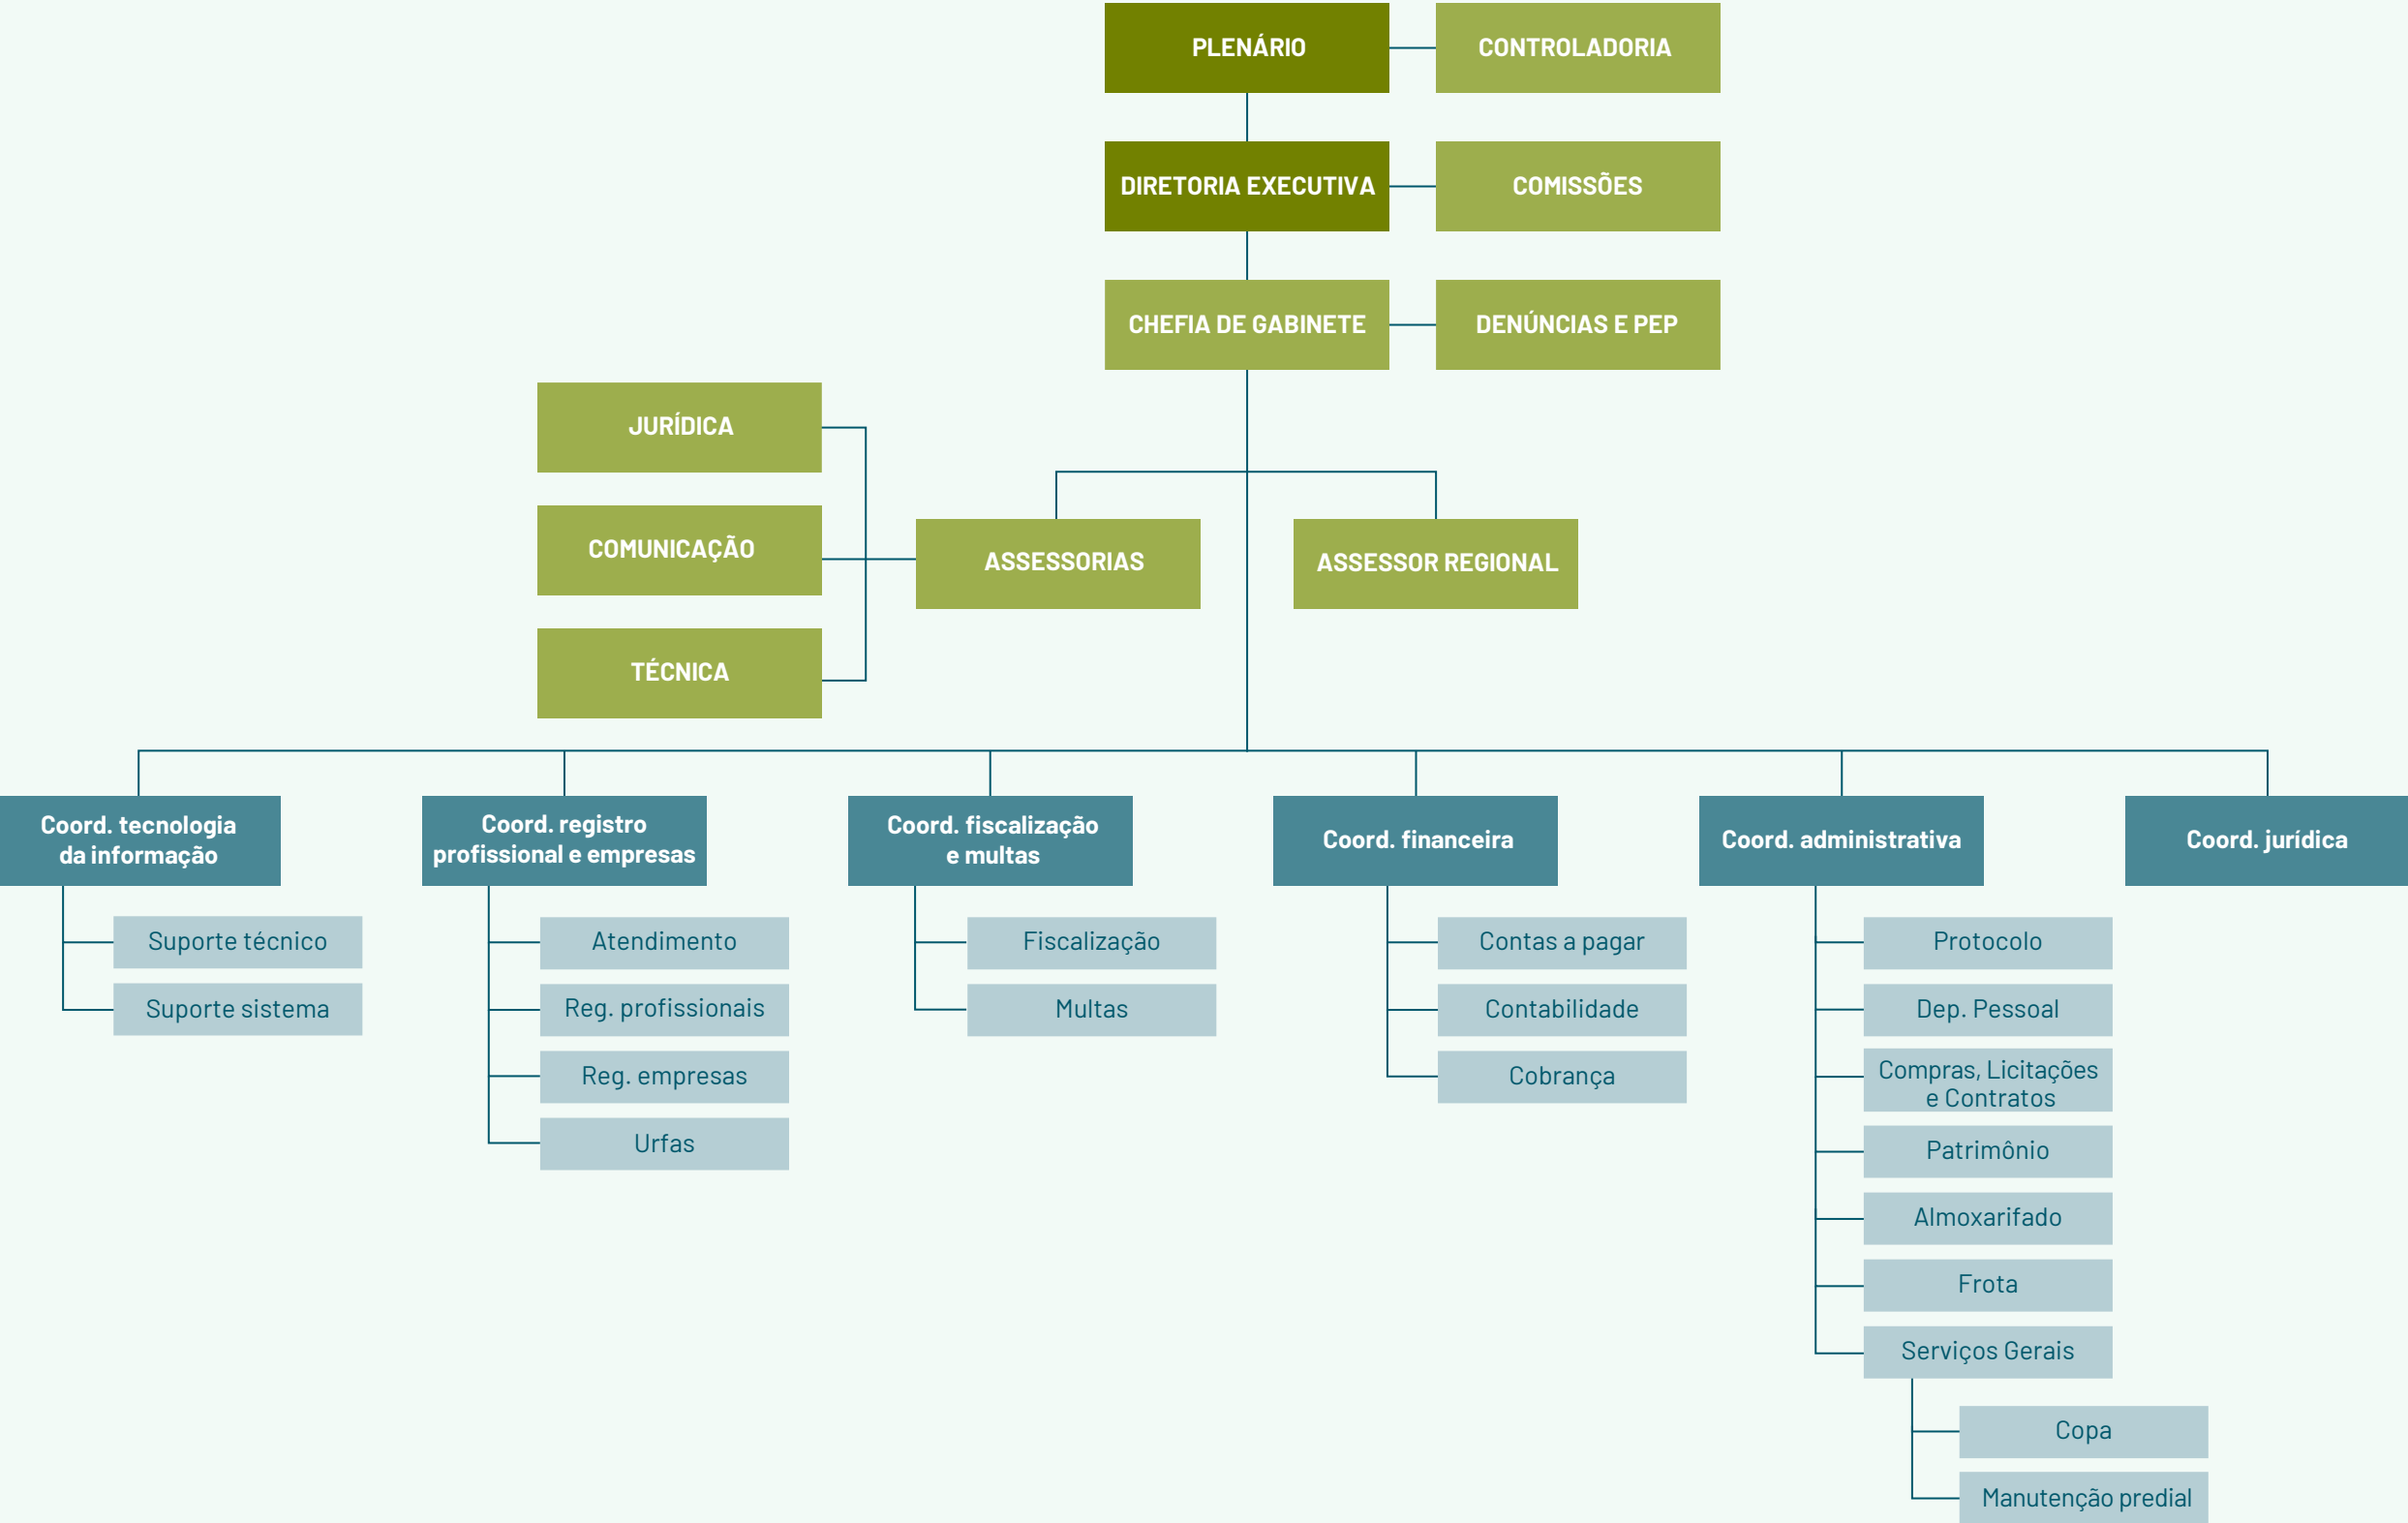 PLENÁRIO
CONTROLADORIA
DIRETORIA EXECUTIVA
COMISSÕES
CHEFIA DE GABINETE
DENÚNCIAS E PEP
JURÍDICA
COMUNICAÇÃO
TÉCNICA
ASSESSORIAS
ASSESSOR REGIONAL
Coord. tecnologia
da informação
Suporte técnico
Suporte sistema
Coord. registro
profissional e empresas
Atendimento
Reg. profissionais
Reg. empresas
Urfas
Coord. fiscalização
e multas
Fiscalização
Multas
Coord. financeira
Contas a pagar
Contabilidade
Cobrança
Coord. administrativa
Protocolo
Dep. Pessoal
Compras, Licitações
e Contratos
Patrimônio
Almoxarifado
Frota
Serviços Gerais
Copa
Manutenção predial
Coord. jurídica